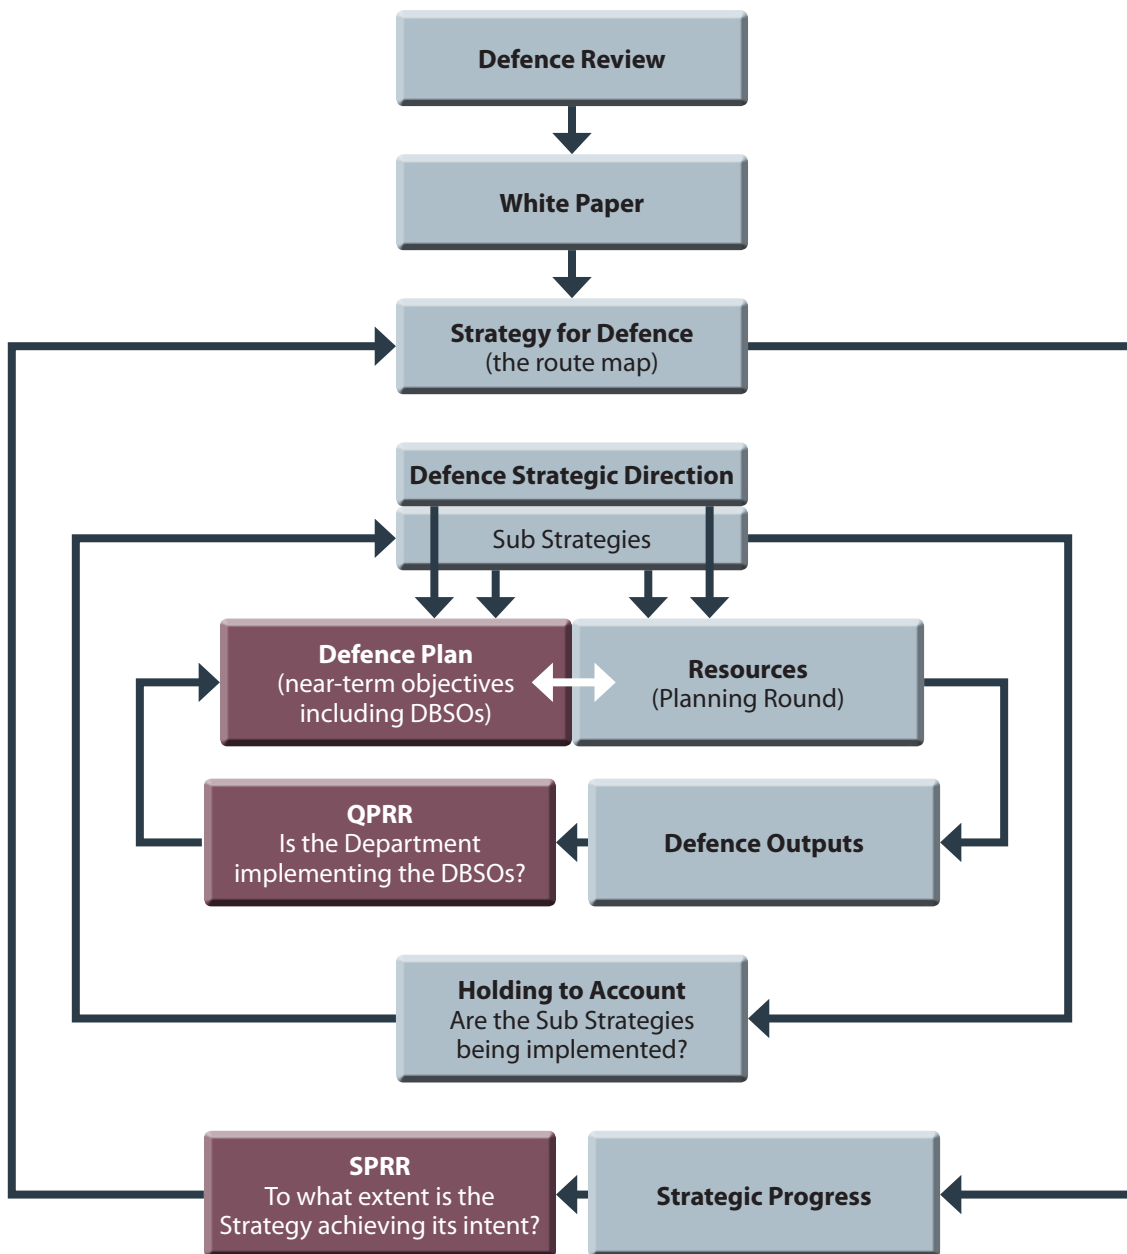 Defence Review
White Paper
Strategy for Defence
(the route map)
Defence Strategic Direction
Sub Strategies
Defence Plan
(near-term objectives
including DBSOs)
Resources
(Planning Round)
QPRR
Is the Department
implementing the DBSOs?
Defence Outputs
Holding to Account
Are the Sub Strategies
being implemented?
SPRR
To what extent is the
Strategy achieving its intent?
Strategic Progress